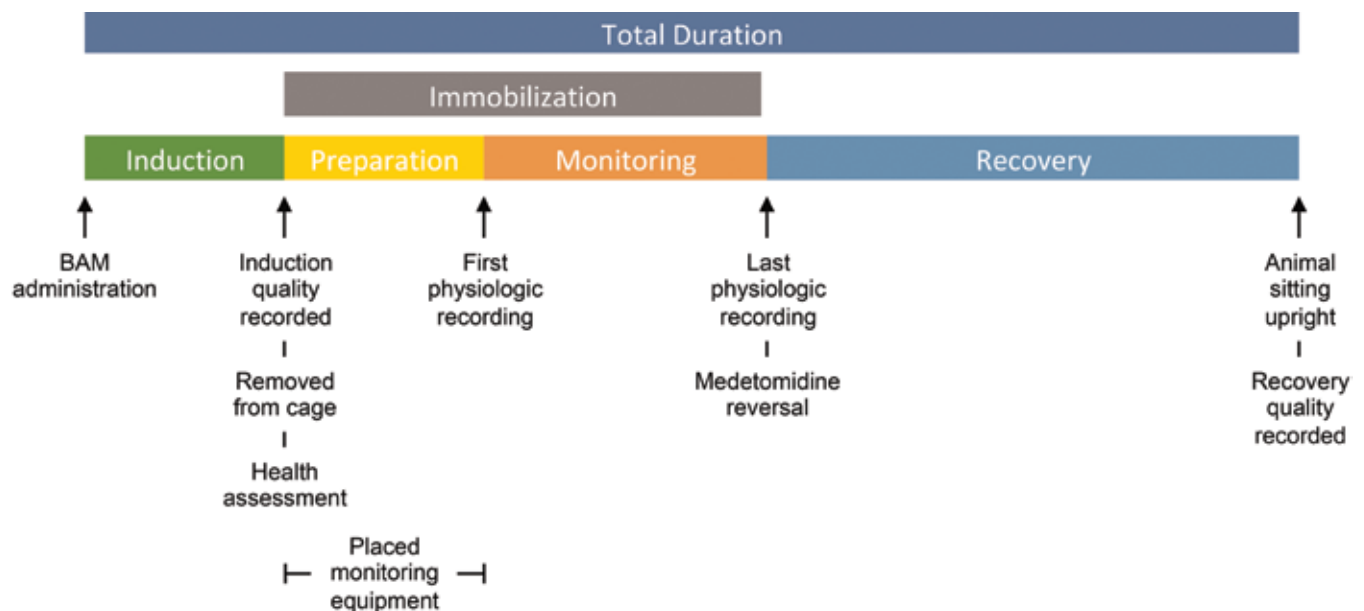 Total Duration
Immobilization
Induction
Preparation
Monitoring
Recovery
BAM
administration
Induction
quality
recorded
Removed
from cage
Health
assessment
Placed
monitoring
equipment
First
physiologic
recording
Last
physiologic
recording
Medetomidine
reversal
Animal
sitting
upright
Recovery
quality
recorded